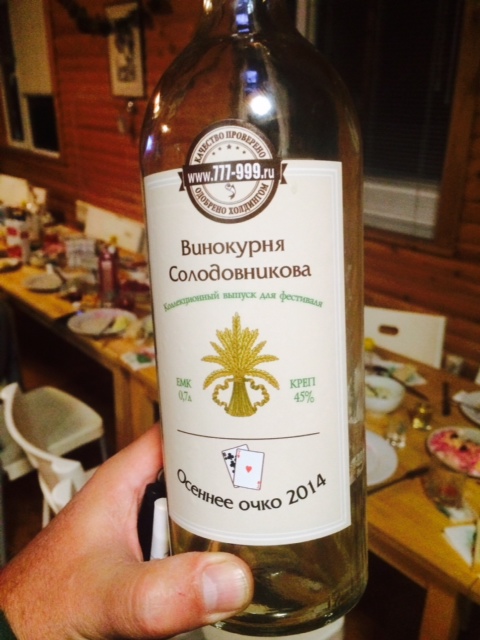 КАЧЕСТВО ПРОВЕРЕНО
www.777-999.ru
ОДОБРЕНО ХОЛДИНГОМ
Винокурня
Солодовникова
Коллекционный выпуск для фестиваля
ЕМК
0,7л
КРЕП
45%
Осеннее очко 2014